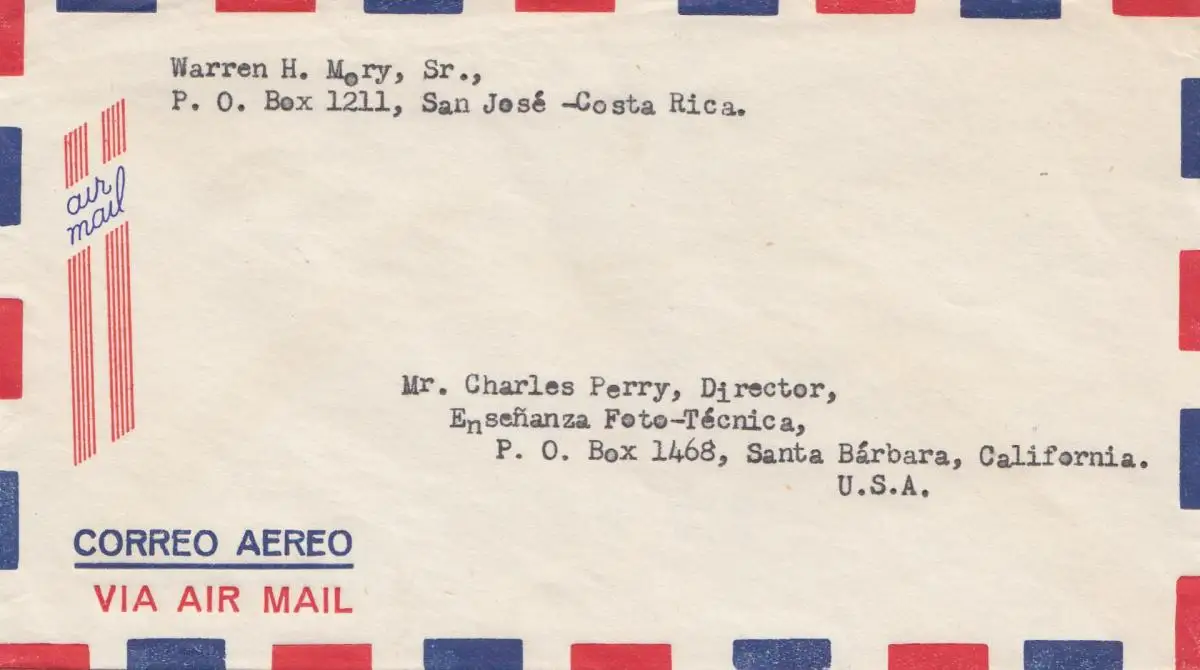 Warren H. Mory, Sr.,
P. O. Box 1211, San José -Costa Rica.
air
mail
Mr. Charles Perry, Director,
Enseñanza Foto-Técnica,
P. O. Box 1468, Santa Bárbara, California.
U.S.A.
CORREO AEREO
VIA AIR MAIL